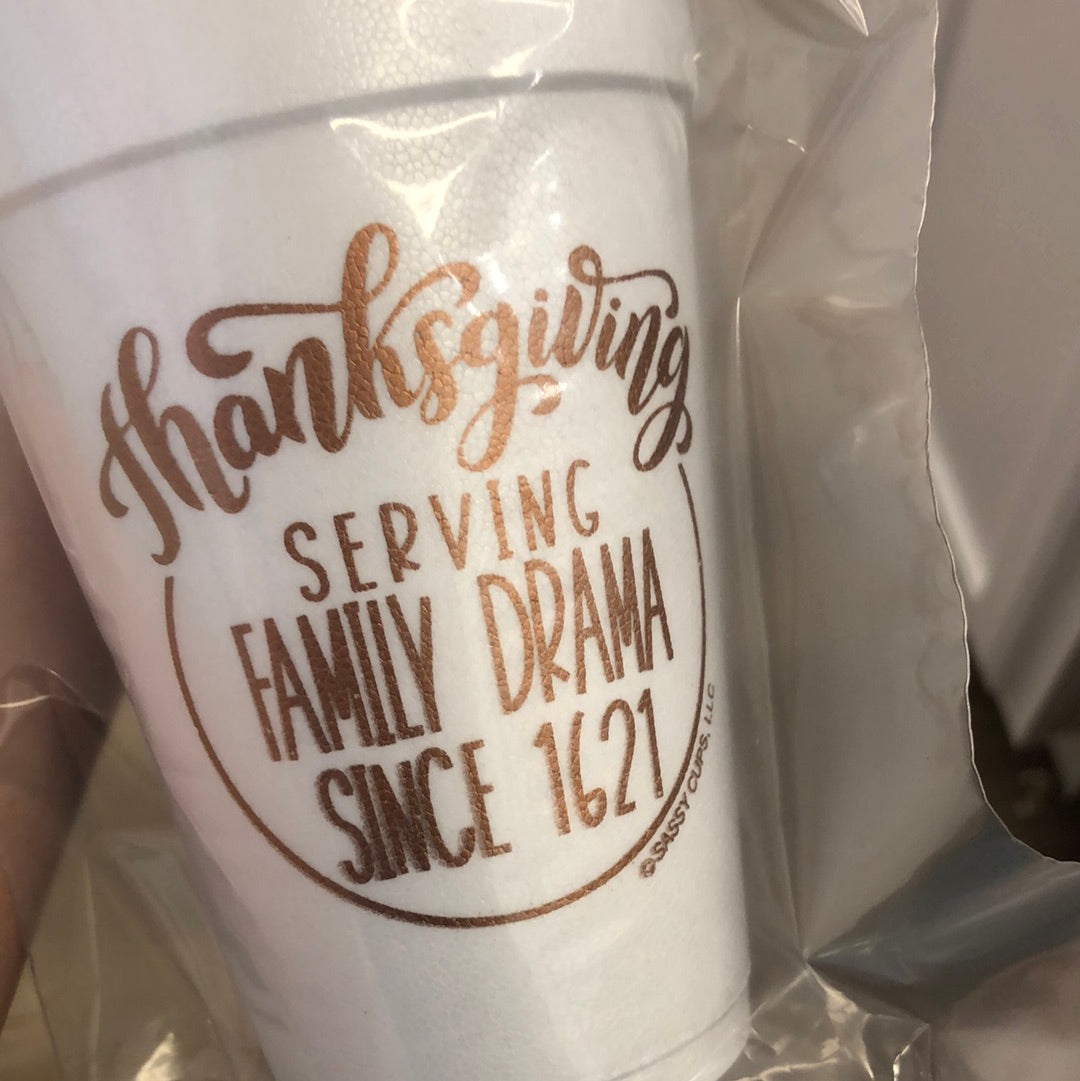 thanksgiving
SERVING
FAMILY DRAMA
SINCE 1621
©SASSY CUPS, LLC